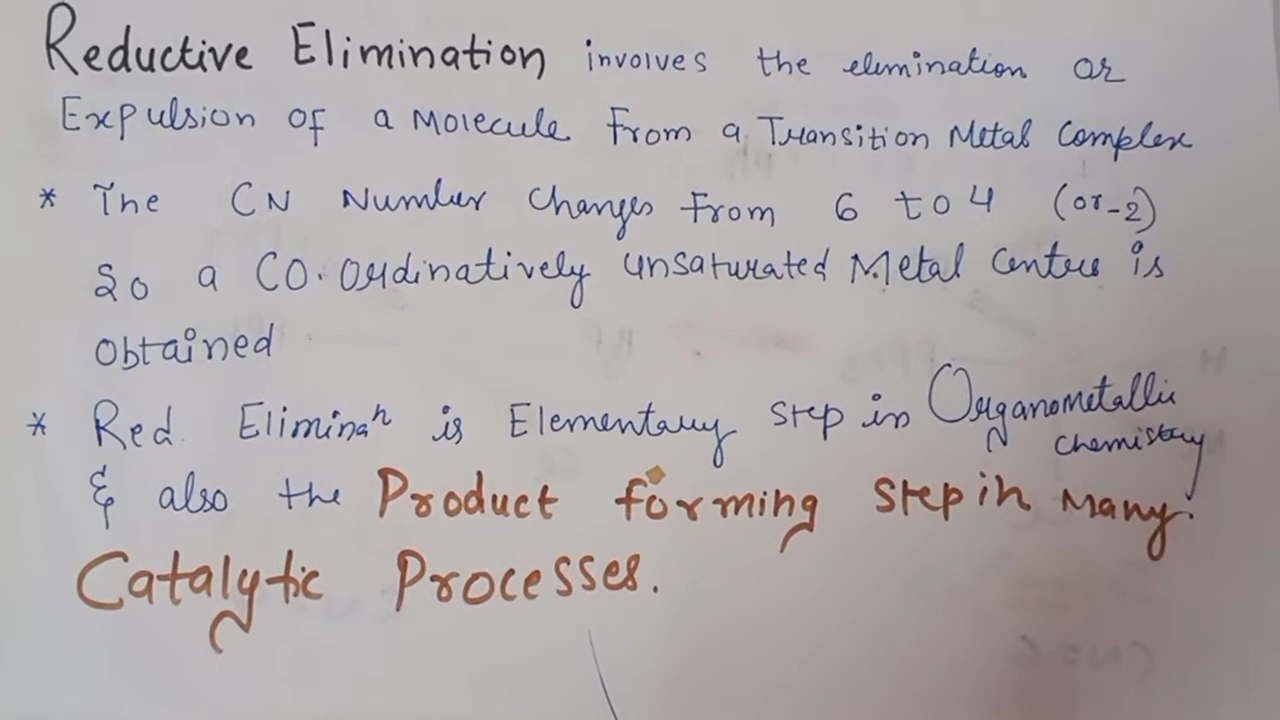 Reductive Elimination involves the elimination or
Expulsion of a Molecule From a Transition Metal Complex
* The CN Number Changes From 6 to 4 (or -2)
So a CO-Ordinatively unsaturated Metal Centre is
Obtained
* Red. Eliminaⁿ is Elementary step in Organometallic
Chemistry
& also the Product forming Step in Many
Catalytic Processes.